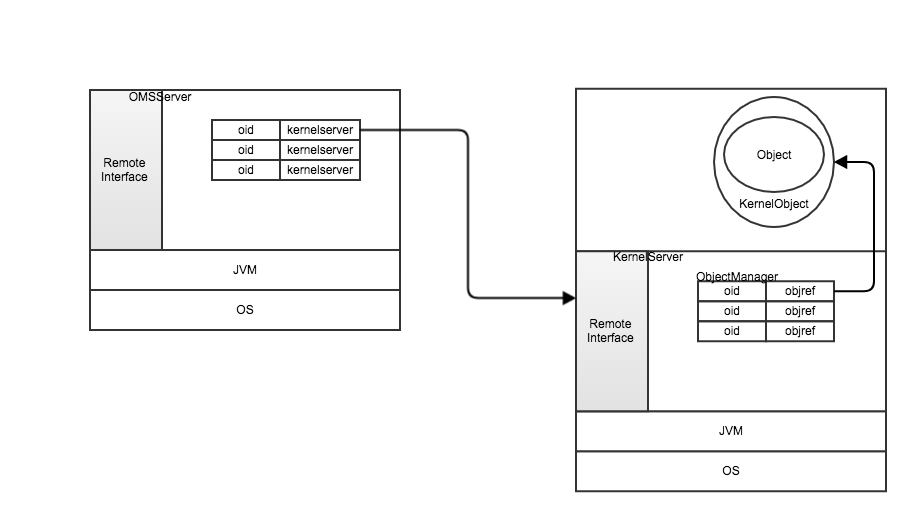 OMSServer
Remote
Interface
oid kernelserver
oid kernelserver
oid kernelserver
JVM
OS
Object
KernelObject
KernelServer
Remote
Interface
ObjectManager
oid objref
oid objref
oid objref
JVM
OS